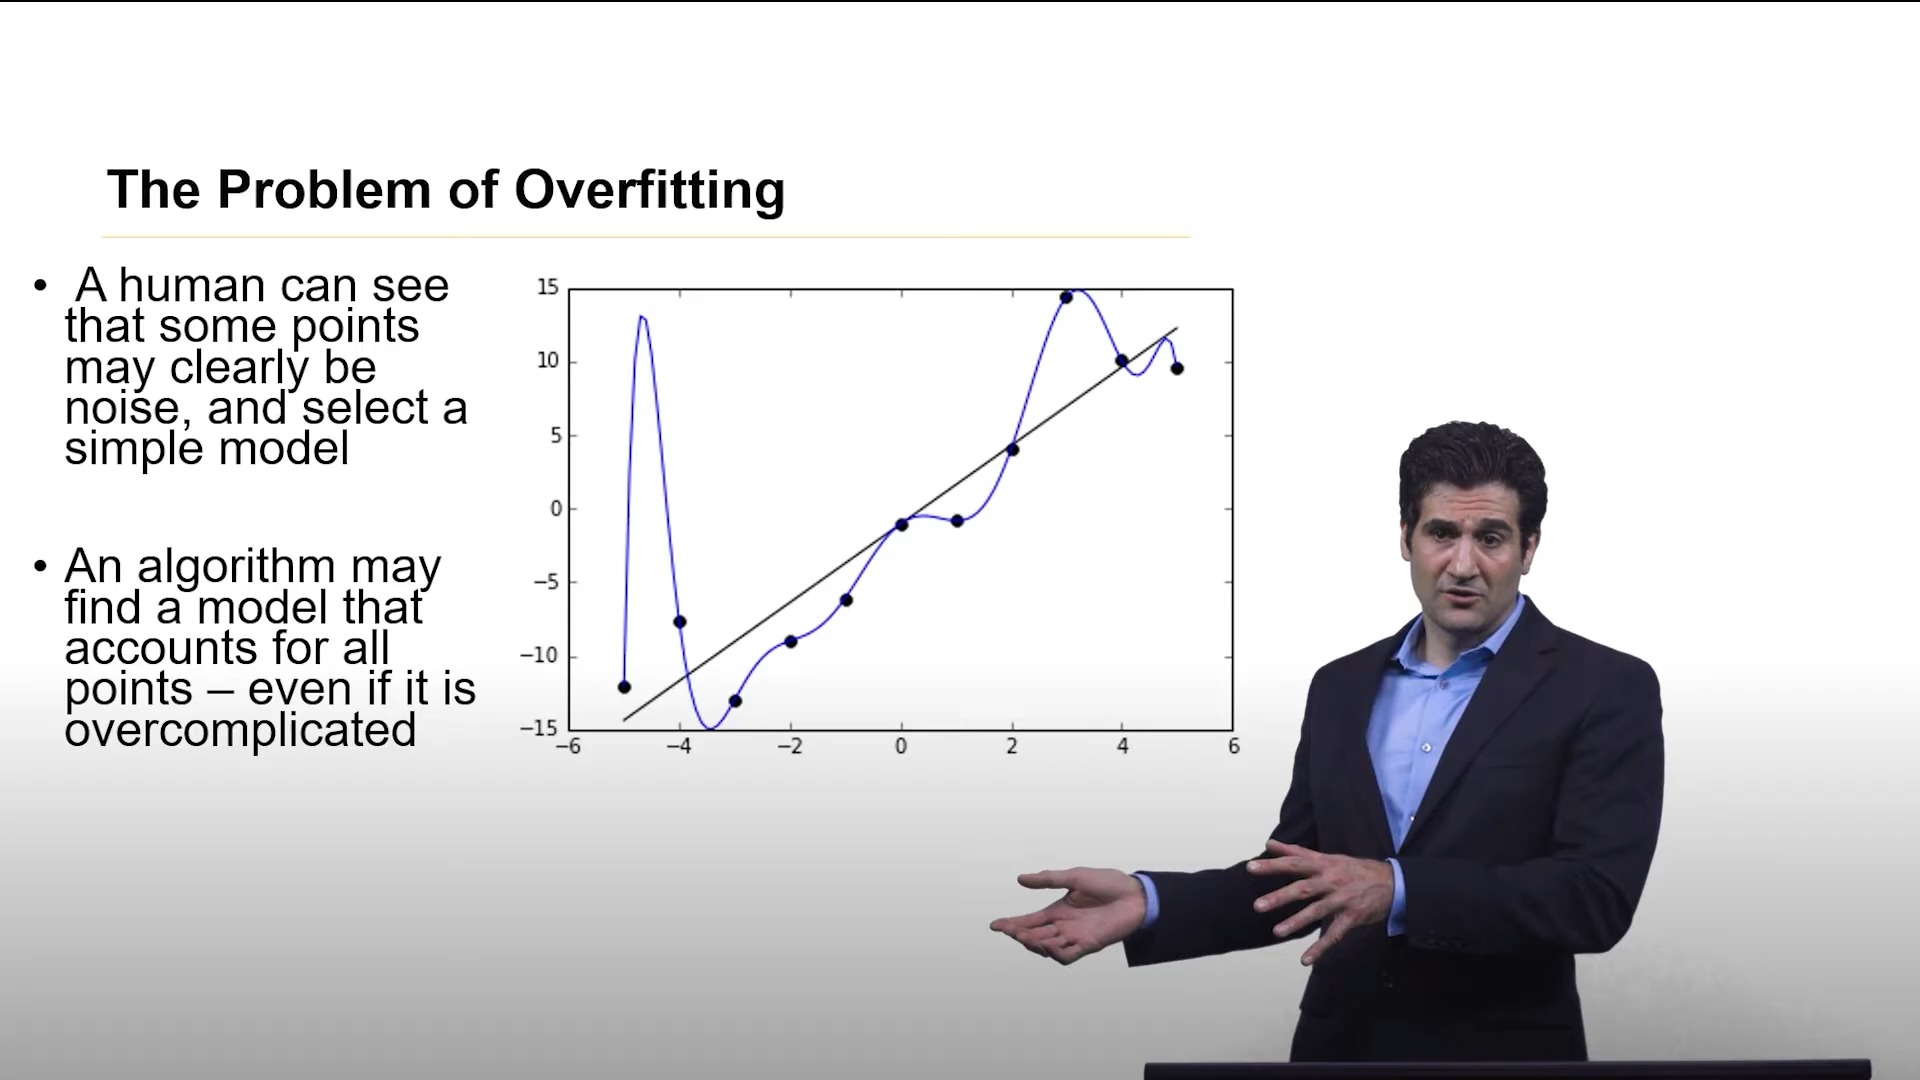 The Problem of Overfitting
• A human can see
that some points
may clearly be
noise, and select a
simple model
• An algorithm may
find a model that
accounts for all
points – even if it is
overcomplicated
15
10
5
0
−5
−10
−15
−6 −4 −2 0 2 4 6